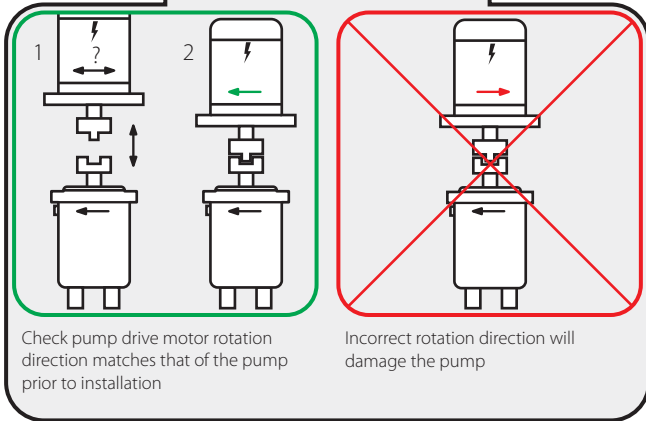 1
?
2
Check pump drive motor rotation
direction matches that of the pump
prior to installation
Incorrect rotation direction will
damage the pump